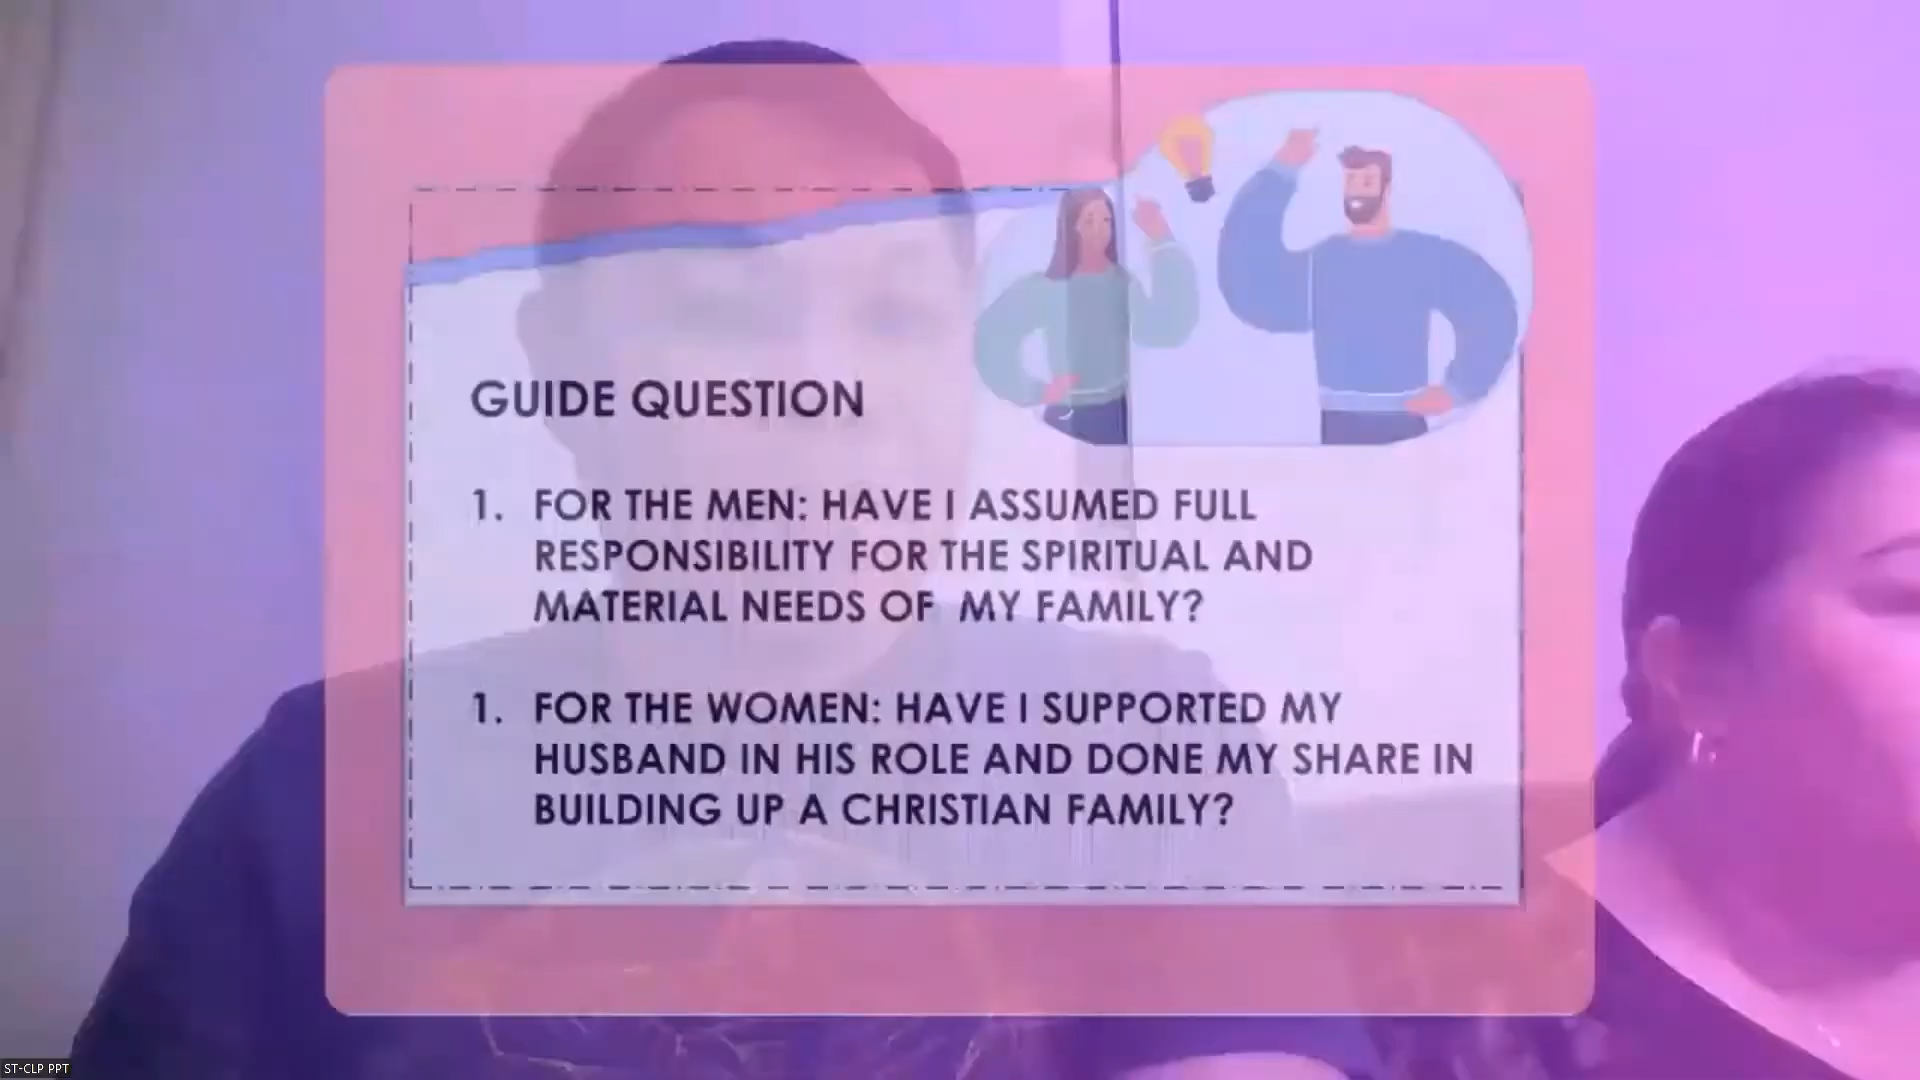 GUIDE QUESTION
1. FOR THE MEN: HAVE I ASSUMED FULL
RESPONSIBILITY FOR THE SPIRITUAL AND
MATERIAL NEEDS OF MY FAMILY?
1. FOR THE WOMEN: HAVE I SUPPORTED MY
HUSBAND IN HIS ROLE AND DONE MY SHARE IN
BUILDING UP A CHRISTIAN FAMILY?
ST-CLP PPT